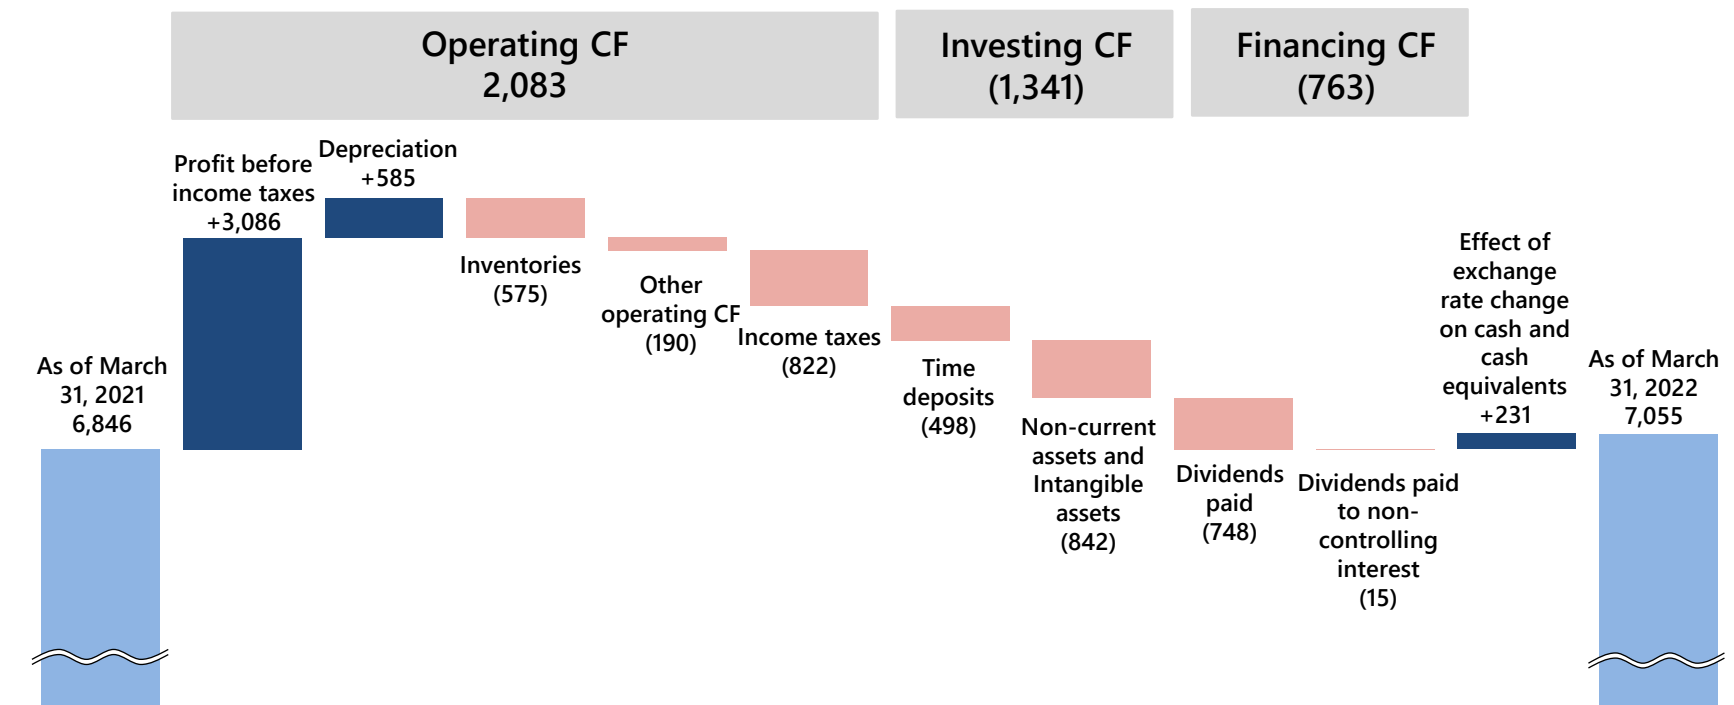 Operating CF
2,083
Investing CF
(1,341)
Financing CF
(763)
As of March
31, 2021
6,846
Profit before
income taxes
+3,086
Depreciation
+585
Inventories
(575)
Other
operating CF
(190)
Income taxes
(822)
Time
deposits
(498)
Non-current
assets and
Intangible
assets
(842)
Dividends
paid
(748)
Dividends paid
to non-
controlling
interest
(15)
Effect of
exchange
rate change
on cash and
cash
equivalents
+231
As of March
31, 2022
7,055